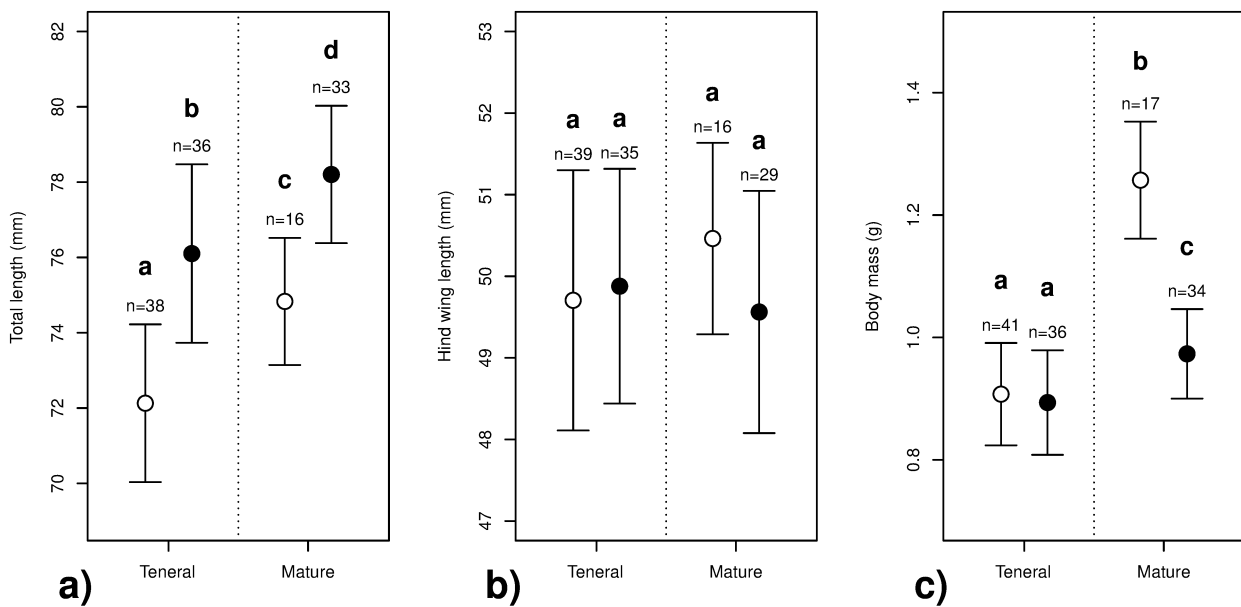 Total length (mm)
82
80
78
76
74
72
70
a
n=38
b
n=36
c
n=16
d
n=33
Teneral
Mature
a)
Hind wing length (mm)
53
52
51
50
49
48
47
a
n=39
a
n=35
a
n=16
a
n=29
Teneral
Mature
b)
Body mass (g)
1.4
1.2
1.0
0.8
a
n=41
a
n=36
b
n=17
c
n=34
Teneral
Mature
c)